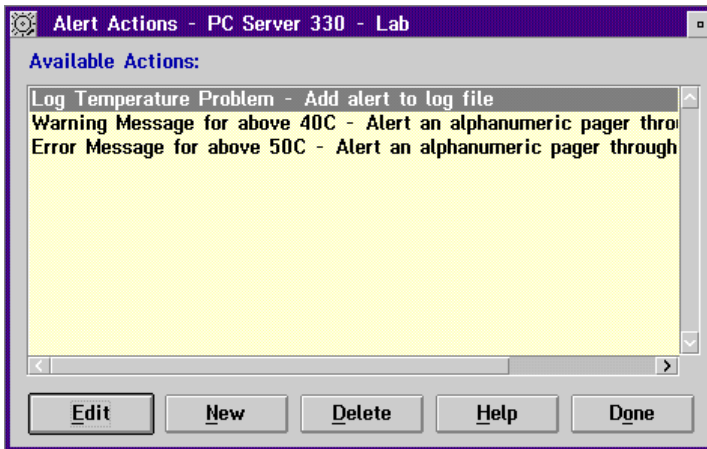 Alert Actions - PC Server 330 - Lab
Available Actions:
Log Temperature Problem - Add alert to log file
Warning Message for above 40C - Alert an alphanumeric pager
Error Message for above 50C - Alert an alphanumeric pager through
Edit New Delete Help Done